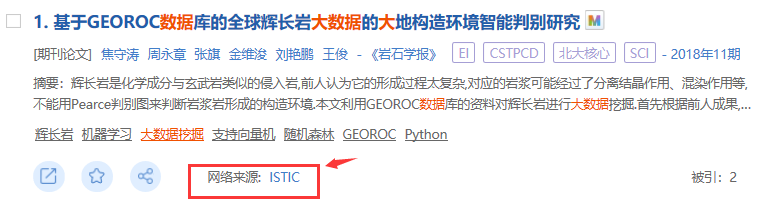 1. 基于GEOROC数据库的全球辉长岩大数据的大地构造环境智能判别研究 M
[期刊论文] 焦守涛 周永章 张旗 金维浚 刘艳鹏 王俊 - 《岩石学报》 EI CSTPCD 北大核心 SCI - 2018年11期
摘要：辉长岩是化学成分与玄武岩类似的侵入岩,前人认为它的形成过程太复杂,对应的岩浆可能经过了分离结晶作用、混染作用等,
不能用Pearce判别图来判断岩浆岩形成的构造环境.本文利用GEOROC数据库的资料对辉长岩进行大数据挖掘.首先根据前人成果,...
辉长岩 机器学习 大数据挖掘 支持向量机 随机森林 GEOROC Python
网络来源: ISTIC 被引：2